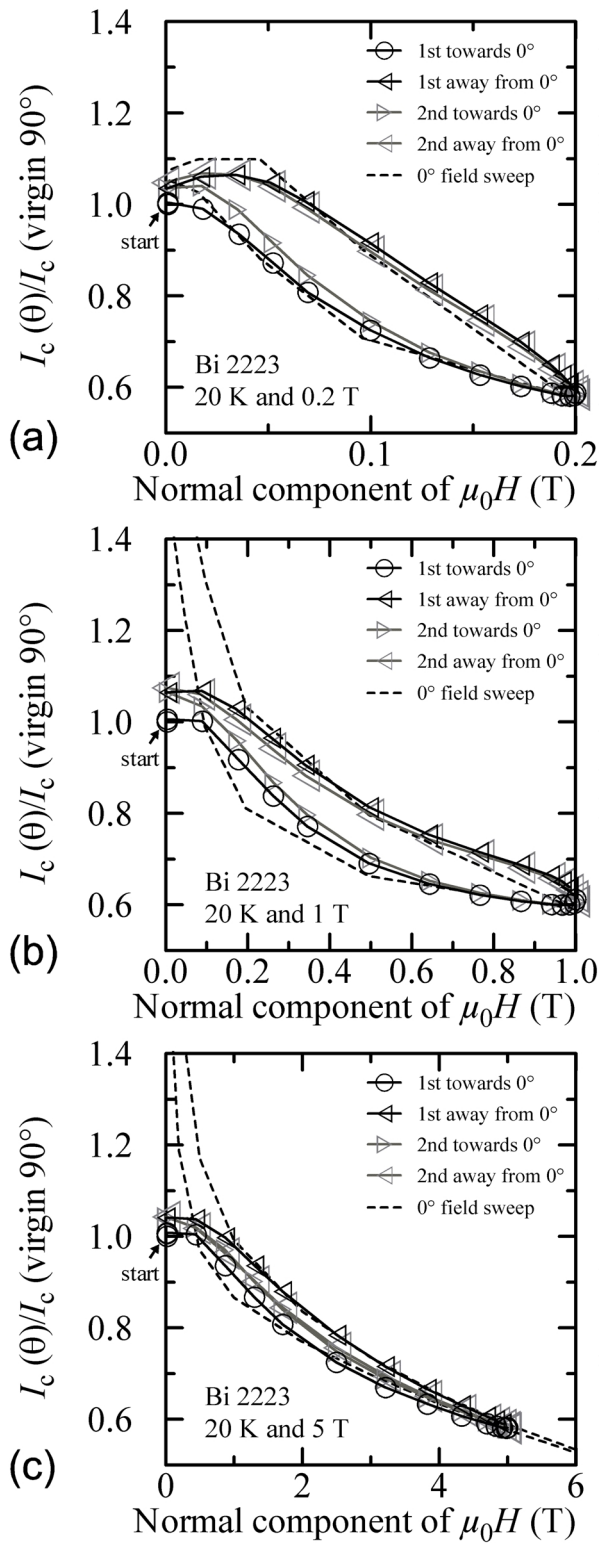 1.4
1.2
1.0
0.8
0.6
I_c(θ)/I_c (virgin 90°)
1st towards 0°
1st away from 0°
2nd towards 0°
2nd away from 0°
0° field sweep
start
Bi 2223
20 K and 0.2 T
(a)
0.0 0.1 0.2
Normal component of μ₀H (T)
1.4
1.2
1.0
0.8
0.6
I_c(θ)/I_c (virgin 90°)
1st towards 0°
1st away from 0°
2nd towards 0°
2nd away from 0°
0° field sweep
start
Bi 2223
20 K and 1 T
(b)
0.0 0.2 0.4 0.6 0.8 1.0
Normal component of μ₀H (T)
1.4
1.2
1.0
0.8
0.6
I_c(θ)/I_c (virgin 90°)
1st towards 0°
1st away from 0°
2nd towards 0°
2nd away from 0°
0° field sweep
start
Bi 2223
20 K and 5 T
(c)
0 2 4 6
Normal component of μ₀H (T)